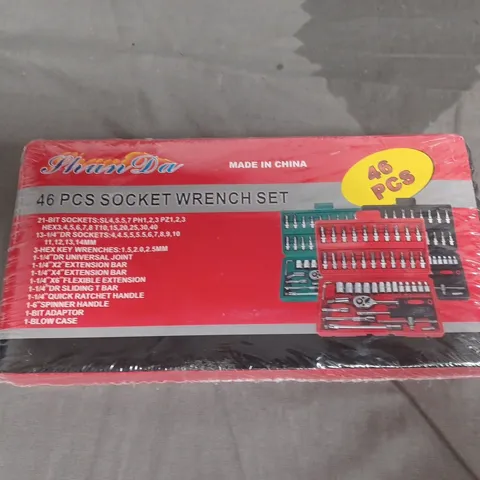 ShanDa
MADE IN CHINA
46 PCS
46 PCS SOCKET WRENCH SET
21-BIT SOCKETS:SL4,5.5,7 PH1,2,3 PZ1,2,3
HEX3,4,5,6,7,8 T10,15,20,25,30,40
13-1/4"DR SOCKETS:4,4.5,5,5.5,6,7,8,9,10
11,12,13,14MM
3-HEX KEY WRENCHES:1.5,2.0,2.5MM
1-1/4"DR UNIVERSAL JOINT
1-1/4"X2"EXTENSION BAR
1-1/4"X4"EXTENSION BAR
1-1/4"X6"FLEXIBLE EXTENSION
1-1/4"DR SLIDING T BAR
1-1/4"QUICK RATCHET HANDLE
1-6"SPINNER HANDLE
1-BIT ADAPTOR
1-BLOW CASE